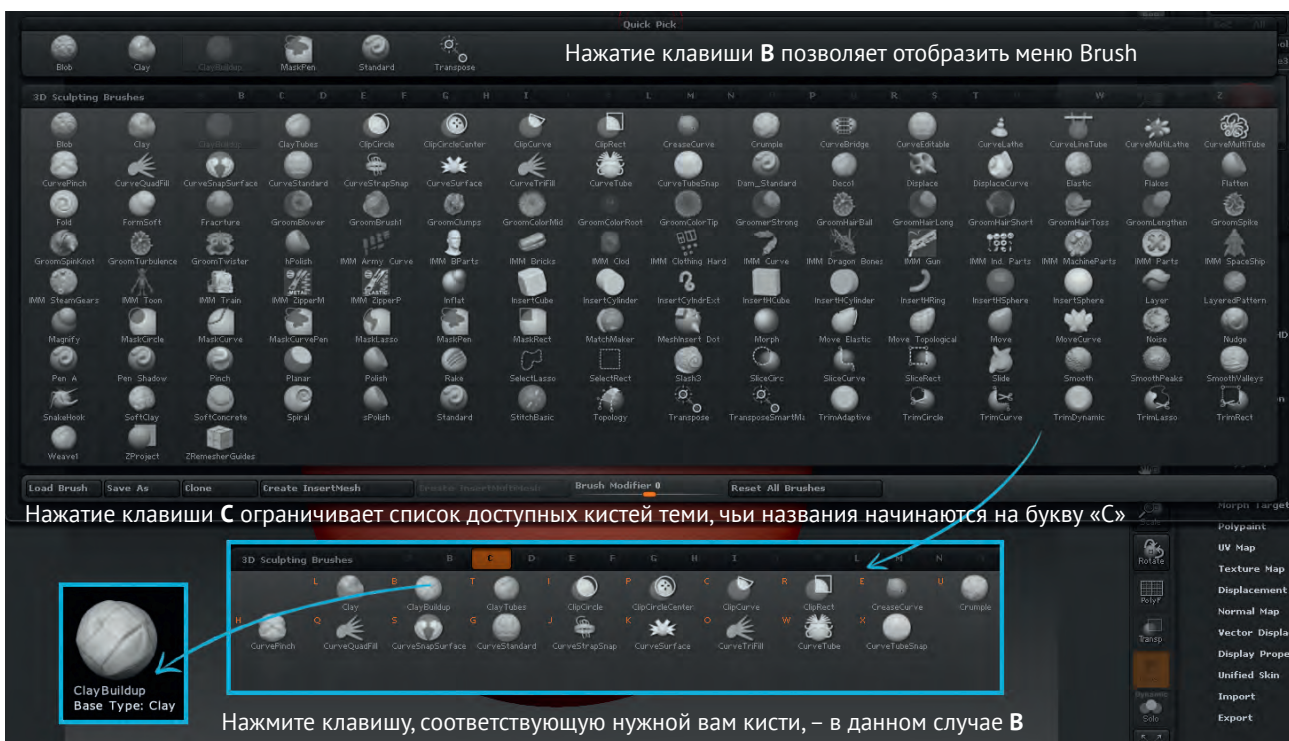 Quick Pick
Нажатие клавиши B позволяет отобразить меню Brush
Blob Clay ClayBuildup MaskPen Standard Transpose
3D Sculpting Brushes B C D E F G H I L M N P R S T W Z
Blob Clay ClayBuildup ClayTubes ClipCircle ClipCircleCenter ClipCurve ClipRect CreaseCurve Crumple CurveBridge CurveEditable CurveLathe CurveLineTube CurveMultiLathe CurveMultiTube
CurvePinch CurveQuadFill CurveSnapSurface CurveStandard CurveStrapSnap CurveSurface CurveTriFill CurveTube CurveTubeSnap Dam_Standard Deco1 Displace DisplaceCurve Elastic Flakes Flatten
Fold FormSoft Fracrture GroomBlower GroomBrush1 GroomClumps GroomColorMid GroomColorRoot GroomColorTip GroomerStrong GroomHairBall GroomHairLong GroomHairShort GroomHairToss GroomLengthen GroomSpike
GroomSpinKnot GroomTurbulence GroomTwister hPolish IMM Army Curve IMM BParts IMM Bricks IMM Clod IMM Clothing Hard IMM Curve IMM Dragon Bones IMM Gun IMM Ind. Parts IMM MachineParts IMM Parts IMM SpaceShip
IMM SteamGears IMM Toon IMM Train IMM ZipperM IMM ZipperP Inflat InsertCube InsertCylinder InsertCylndrExt InsertHCube InsertHCylinder InsertHRing InsertHSphere InsertSphere Layer LayeredPattern
Magnify MaskCircle MaskCurve MaskCurvePen MaskLasso MaskPen MaskRect MatchMaker MeshInsert Dot Morph Move Elastic Move Topological Move MoveCurve Noise Nudge
Pen A Pen Shadow Pinch Planar Polish Rake SelectLasso SelectRect Slash3 SliceCirc SliceCurve SliceRect Slide Smooth SmoothPeaks SmoothValleys
SnakeHook SoftClay SoftConcrete Spiral sPolish Standard StitchBasic Topology Transpose TransposeSmartMa TrimAdaptive TrimCircle TrimCurve TrimDynamic TrimLasso TrimRect
Weave1 ZProject ZRemesherGuides
Load Brush Save As Clone Create InsertMesh Brush Modifier 0 Reset All Brushes
Нажатие клавиши C ограничивает список доступных кистей теми, чьи названия начинаются на букву «C»
3D Sculpting Brushes B C D E F G H I L M N
L B T I P C R E U
Clay ClayBuildup ClayTubes ClipCircle ClipCircleCenter ClipCurve ClipRect CreaseCurve Crumple
H Q S G J K O W X
CurvePinch CurveQuadFill CurveSnapSurface CurveStandard CurveStrapSnap CurveSurface CurveTriFill CurveTube CurveTubeSnap
ClayBuildup
Base Type: Clay
Нажмите клавишу, соответствующую нужной вам кисти, – в данном случае B
Scale
Rotate
PolyF
Transp
Dynamic
Solo
Morph Target
Polypaint
UV Map
Texture Map
Displacement
Normal Map
Vector Displa
Display Prope
Unified Skin
Import
Export